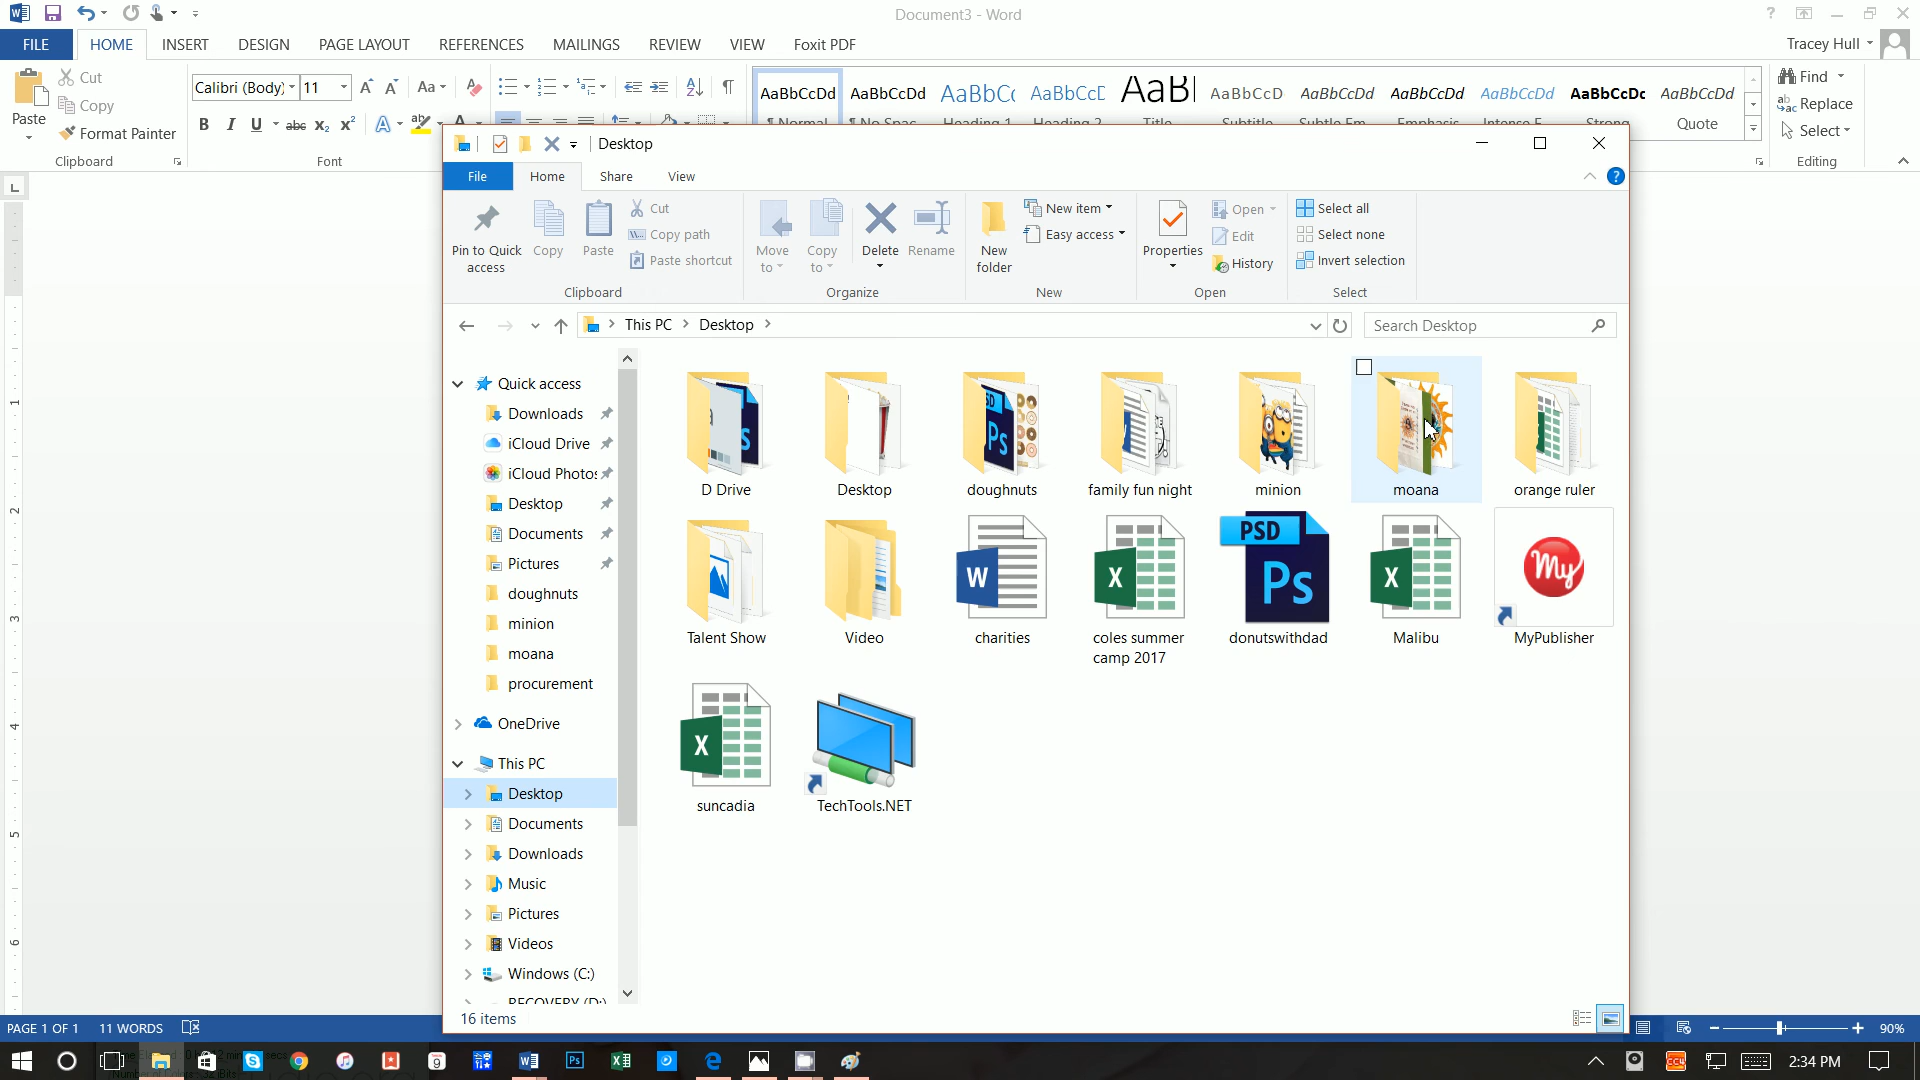 Document3 - Word
FILE HOME INSERT DESIGN PAGE LAYOUT REFERENCES MAILINGS REVIEW VIEW Foxit PDF
Tracey Hull
Paste
Cut
Copy
Format Painter
Clipboard
Calibri (Body) 11
Font
AaBbCcDd AaBbCcDd AaBbCc AaBbCcD AaBl AaBbCcD AaBbCcDd AaBbCcDd AaBbCcDd AaBbCcDc AaBbCcDd
Quote
Find
Replace
Select
Editing
Desktop
File Home Share View
Pin to Quick access
Copy
Paste
Cut
Copy path
Paste shortcut
Clipboard
Move to
Copy to
Delete
Rename
Organize
New folder
New item
Easy access
New
Properties
Open
Edit
History
Open
Select all
Select none
Invert selection
Select
This PC > Desktop >
Search Desktop
Quick access
Downloads
iCloud Drive
iCloud Photos
Desktop
Documents
Pictures
doughnuts
minion
moana
procurement
OneDrive
This PC
Desktop
Documents
Downloads
Music
Pictures
Videos
Windows (C:)
RECOVERY (D:)
D Drive
Desktop
doughnuts
family fun night
minion
moana
orange ruler
Talent Show
Video
charities
coles summer
camp 2017
PSD
Ps
donutswithdad
Malibu
My
MyPublisher
suncadia
TechTools.NET
16 items
PAGE 1 OF 1 11 WORDS
90%
2:34 PM